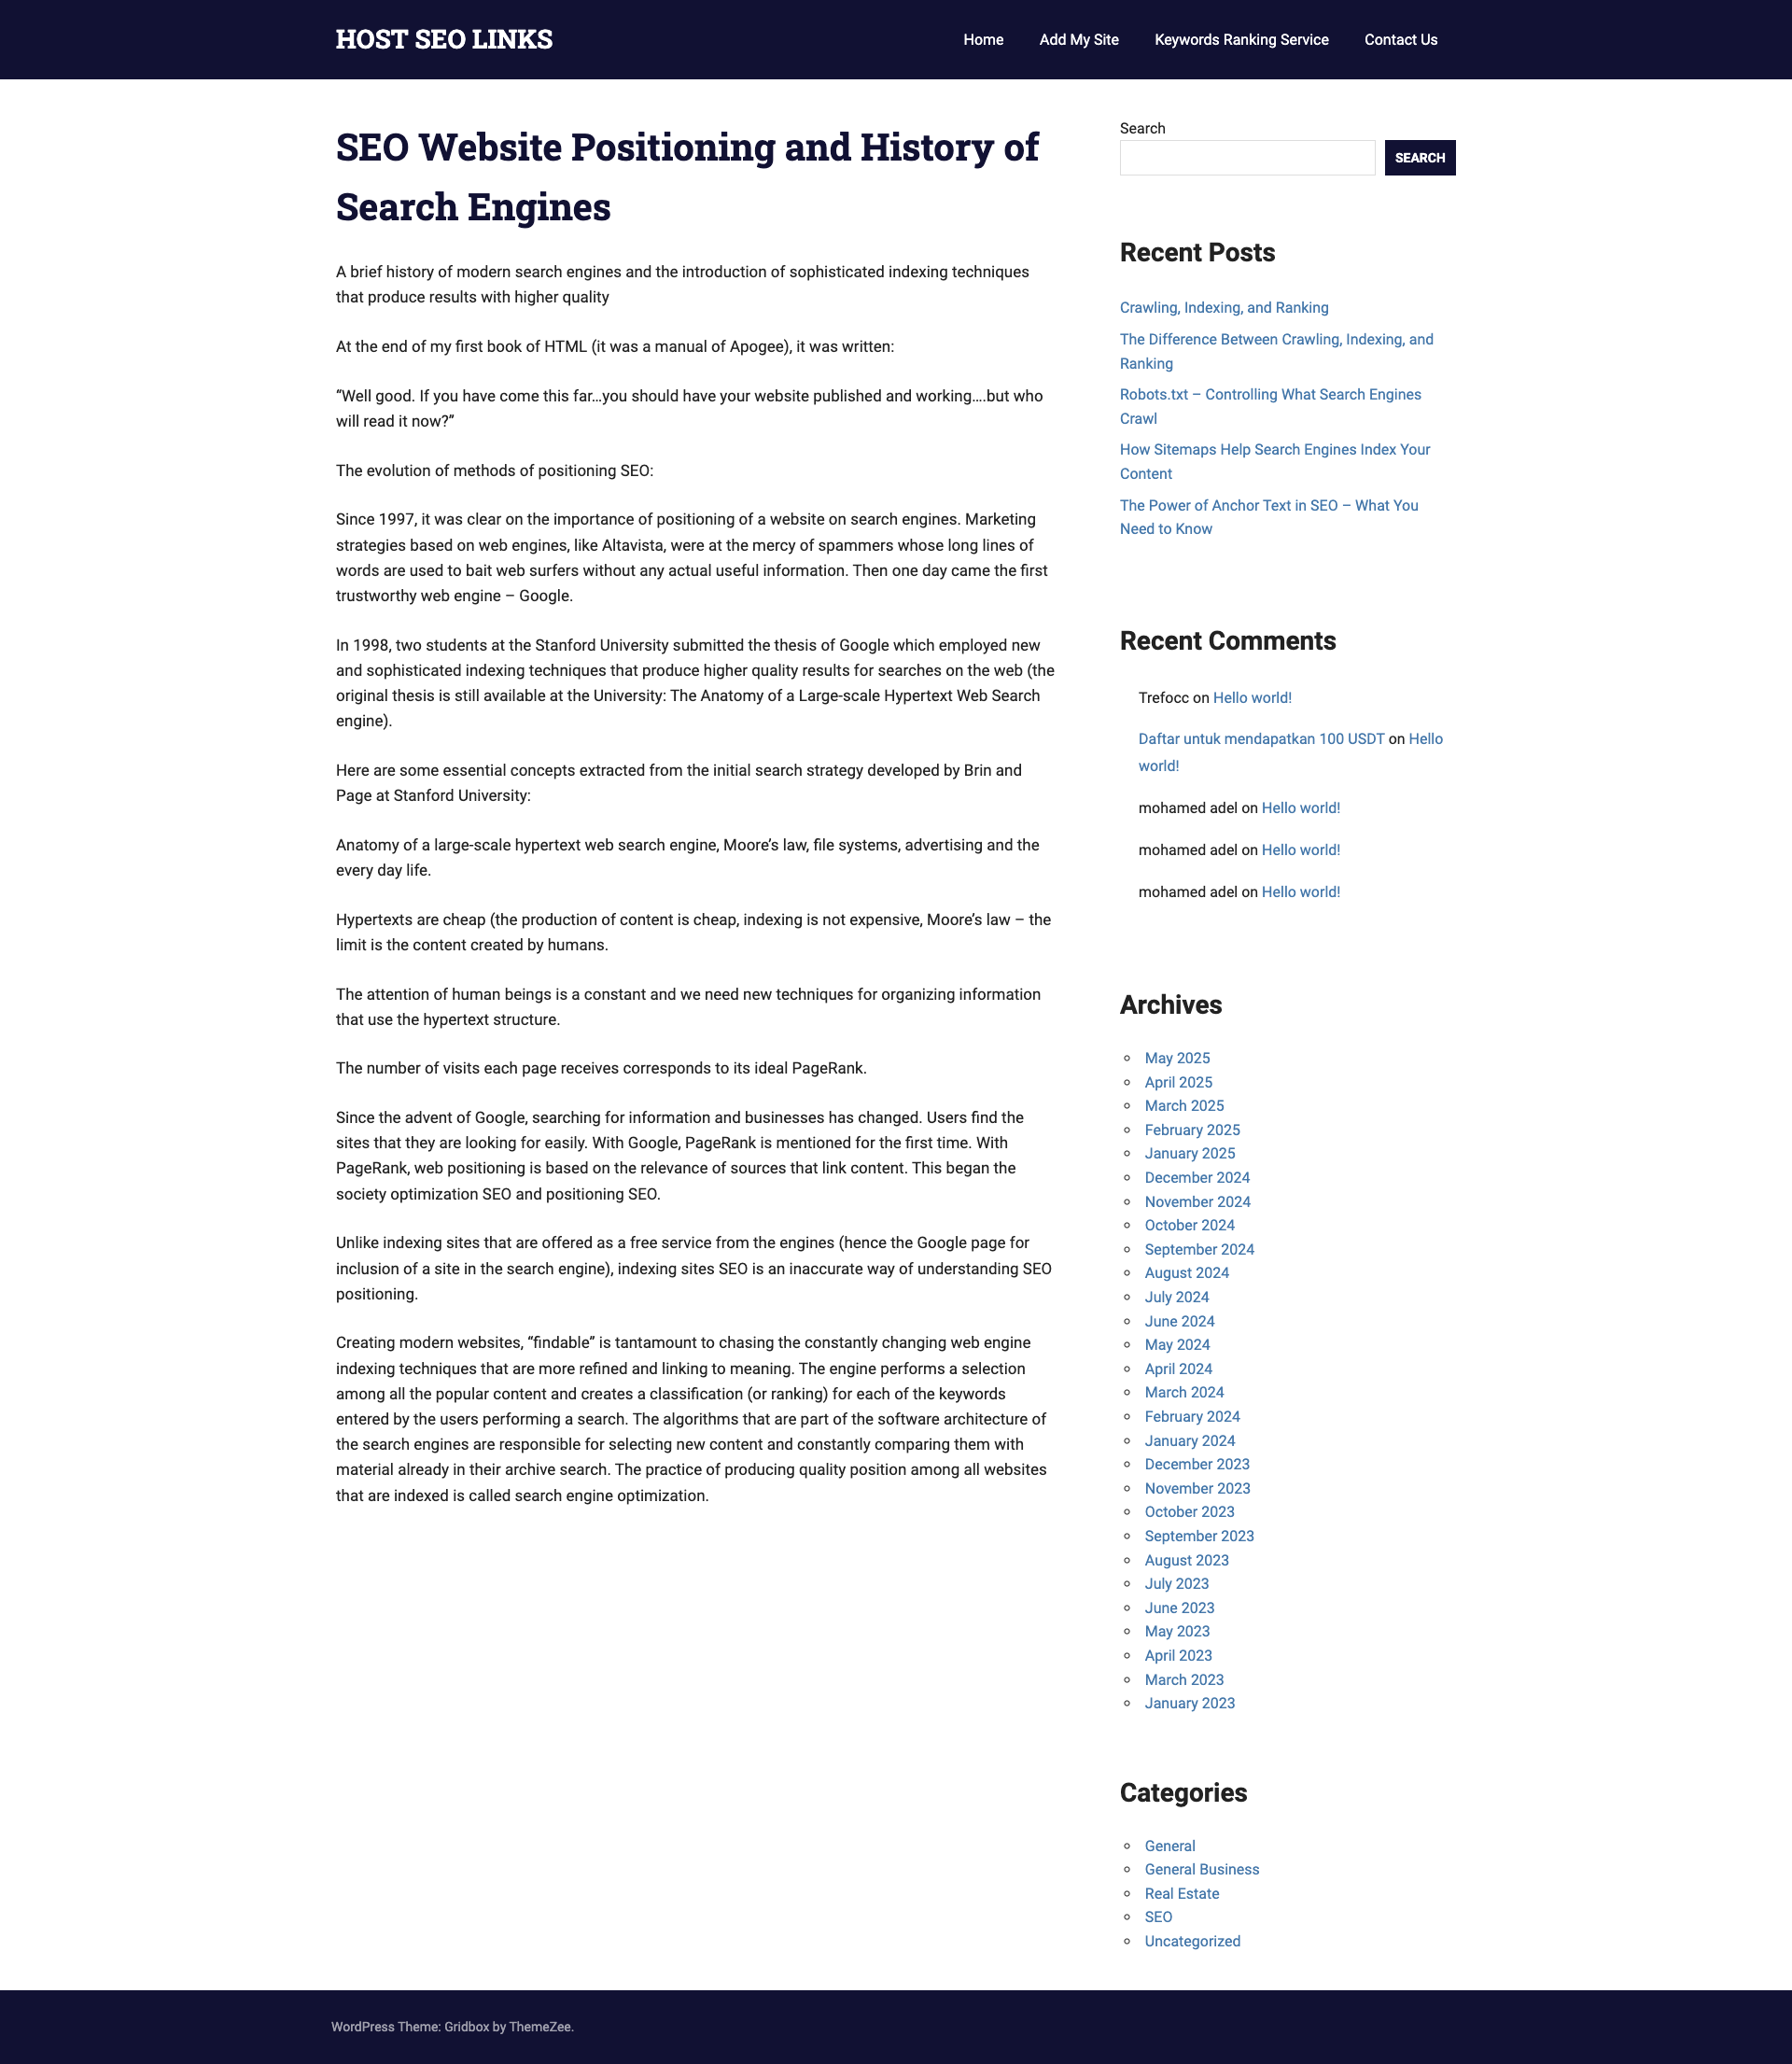 HOST SEO LINKS
Home
Add My Site
Keywords Ranking Service
Contact Us
SEO Website Positioning and History of
Search Engines
A brief history of modern search engines and the introduction of sophisticated indexing techniques
that produce results with higher quality
At the end of my first book of HTML (it was a manual of Apogee), it was written:
“Well good. If you have come this far…you should have your website published and working….but who
will read it now?”
The evolution of methods of positioning SEO:
Since 1997, it was clear on the importance of positioning of a website on search engines. Marketing
strategies based on web engines, like Altavista, were at the mercy of spammers whose long lines of
words are used to bait web surfers without any actual useful information. Then one day came the first
trustworthy web engine – Google.
In 1998, two students at the Stanford University submitted the thesis of Google which employed new
and sophisticated indexing techniques that produce higher quality results for searches on the web (the
original thesis is still available at the University: The Anatomy of a Large-scale Hypertext Web Search
engine).
Here are some essential concepts extracted from the initial search strategy developed by Brin and
Page at Stanford University:
Anatomy of a large-scale hypertext web search engine, Moore’s law, file systems, advertising and the
every day life.
Hypertexts are cheap (the production of content is cheap, indexing is not expensive, Moore’s law – the
limit is the content created by humans.
The attention of human beings is a constant and we need new techniques for organizing information
that use the hypertext structure.
The number of visits each page receives corresponds to its ideal PageRank.
Since the advent of Google, searching for information and businesses has changed. Users find the
sites that they are looking for easily. With Google, PageRank is mentioned for the first time. With
PageRank, web positioning is based on the relevance of sources that link content. This began the
society optimization SEO and positioning SEO.
Unlike indexing sites that are offered as a free service from the engines (hence the Google page for
inclusion of a site in the search engine), indexing sites SEO is an inaccurate way of understanding SEO
positioning.
Creating modern websites, “findable” is tantamount to chasing the constantly changing web engine
indexing techniques that are more refined and linking to meaning. The engine performs a selection
among all the popular content and creates a classification (or ranking) for each of the keywords
entered by the users performing a search. The algorithms that are part of the software architecture of
the search engines are responsible for selecting new content and constantly comparing them with
material already in their archive search. The practice of producing quality position among all websites
that are indexed is called search engine optimization.
Search
SEARCH
Recent Posts
Crawling, Indexing, and Ranking
The Difference Between Crawling, Indexing, and
Ranking
Robots.txt – Controlling What Search Engines
Crawl
How Sitemaps Help Search Engines Index Your
Content
The Power of Anchor Text in SEO – What You
Need to Know
Recent Comments
Trefocc on Hello world!
Daftar untuk mendapatkan 100 USDT on Hello
world!
mohamed adel on Hello world!
mohamed adel on Hello world!
mohamed adel on Hello world!
Archives
May 2025
April 2025
March 2025
February 2025
January 2025
December 2024
November 2024
October 2024
September 2024
August 2024
July 2024
June 2024
May 2024
April 2024
March 2024
February 2024
January 2024
December 2023
November 2023
October 2023
September 2023
August 2023
July 2023
June 2023
May 2023
April 2023
March 2023
January 2023
Categories
General
General Business
Real Estate
SEO
Uncategorized
WordPress Theme: Gridbox by ThemeZee.